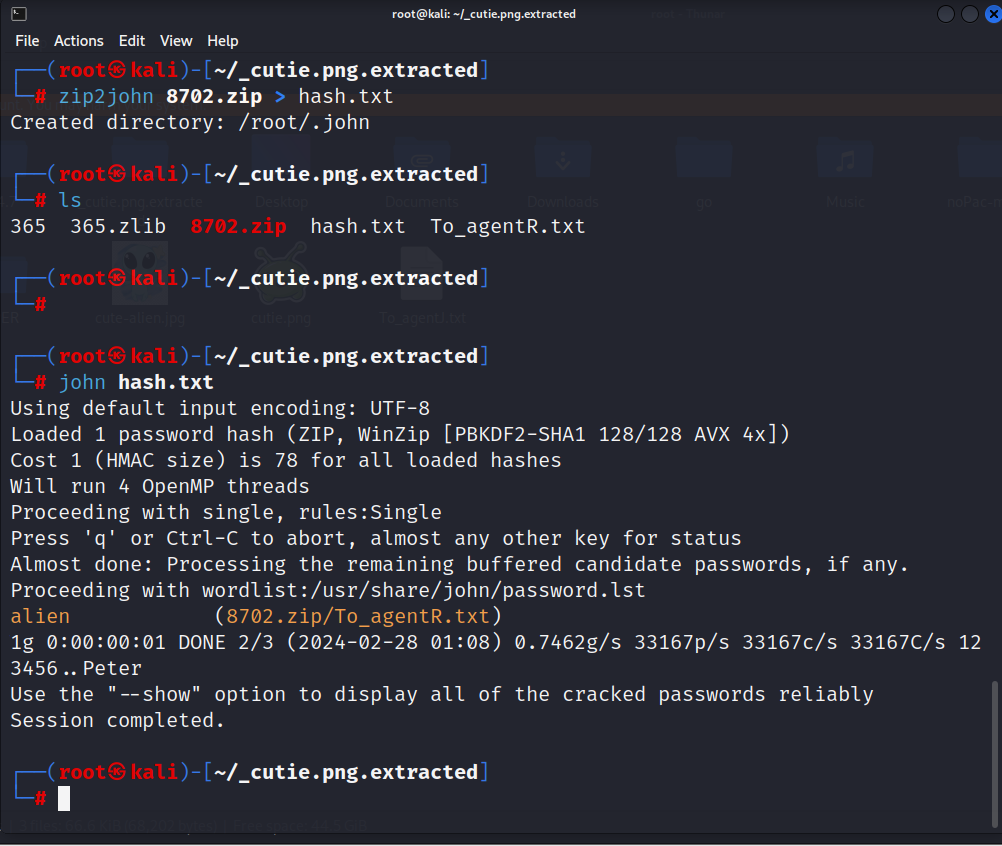 root@kali: ~/_cutie.png.extracted
File Actions Edit View Help
┌──(root㉿kali)-[~/_cutie.png.extracted]
└─# zip2john 8702.zip > hash.txt
Created directory: /root/.john
┌──(root㉿kali)-[~/_cutie.png.extracted]
└─# ls
365 365.zlib 8702.zip hash.txt To_agentR.txt
┌──(root㉿kali)-[~/_cutie.png.extracted]
└─#
┌──(root㉿kali)-[~/_cutie.png.extracted]
└─# john hash.txt
Using default input encoding: UTF-8
Loaded 1 password hash (ZIP, WinZip [PBKDF2-SHA1 128/128 AVX 4x])
Cost 1 (HMAC size) is 78 for all loaded hashes
Will run 4 OpenMP threads
Proceeding with single, rules:Single
Press 'q' or Ctrl-C to abort, almost any other key for status
Almost done: Processing the remaining buffered candidate passwords, if any.
Proceeding with wordlist:/usr/share/john/password.lst
alien (8702.zip/To_agentR.txt)
1g 0:00:00:01 DONE 2/3 (2024-02-28 01:08) 0.7462g/s 33167p/s 33167c/s 33167C/s 12
3456..Peter
Use the "--show" option to display all of the cracked passwords reliably
Session completed.
┌──(root㉿kali)-[~/_cutie.png.extracted]
└─#